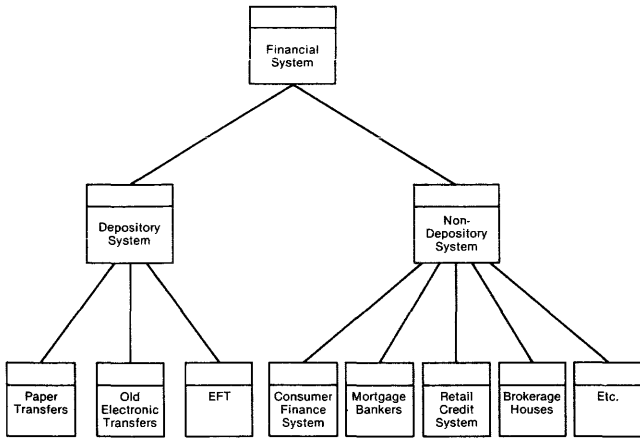 Financial
System
Depository
System
Non-
Depository
System
Paper
Transfers
Old
Electronic
Transfers
EFT
Consumer
Finance
System
Mortgage
Bankers
Retail
Credit
System
Brokerage
Houses
Etc.